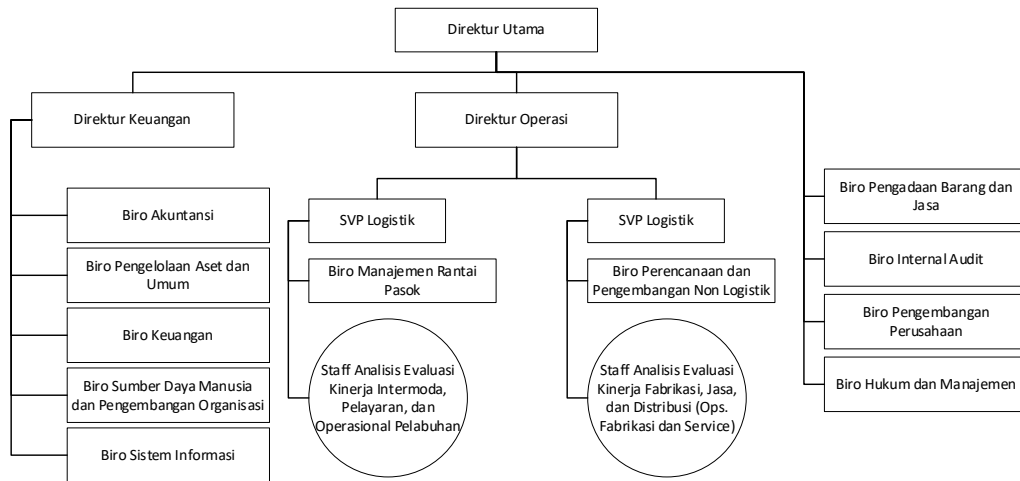 Direktur Utama
Direktur Keuangan
Direktur Operasi
Biro Akuntansi
Biro Pengelolaan Aset dan
Umum
Biro Keuangan
Biro Sumber Daya Manusia
dan Pengembangan Organisasi
Biro Sistem Informasi
SVP Logistik
Biro Manajemen Rantai
Pasok
Staff Analisis Evaluasi
Kinerja Intermoda,
Pelayaran, dan
Operasional Pelabuhan
SVP Logistik
Biro Perencanaan dan
Pengembangan Non Logistik
Staff Analisis Evaluasi
Kinerja Fabrikasi, Jasa,
dan Distribusi (Ops.
Fabrikasi dan Service)
Biro Pengadaan Barang dan
Jasa
Biro Internal Audit
Biro Pengembangan
Perusahaan
Biro Hukum dan Manajemen